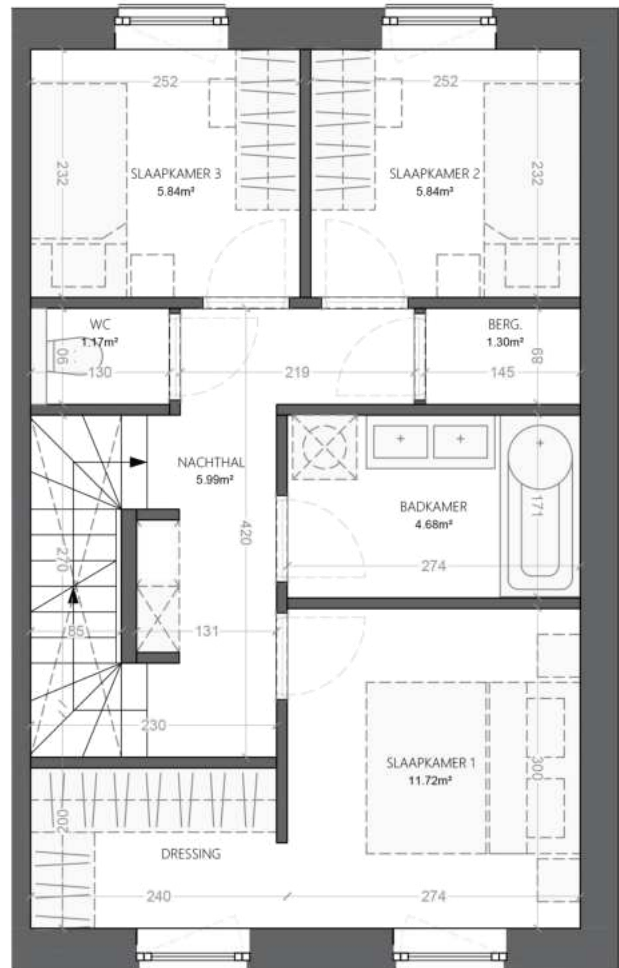 252
252
232
SLAAPKAMER 3
5.84m²
SLAAPKAMER 2
5.84m²
232
WC
1.17m²
90
130
219
BERG.
1.30m²
89
145
NACHTHAL
5.99m²
420
270
85
131
230
BADKAMER
4.68m²
171
274
SLAAPKAMER 1
11.72m²
300
200
DRESSING
240
274